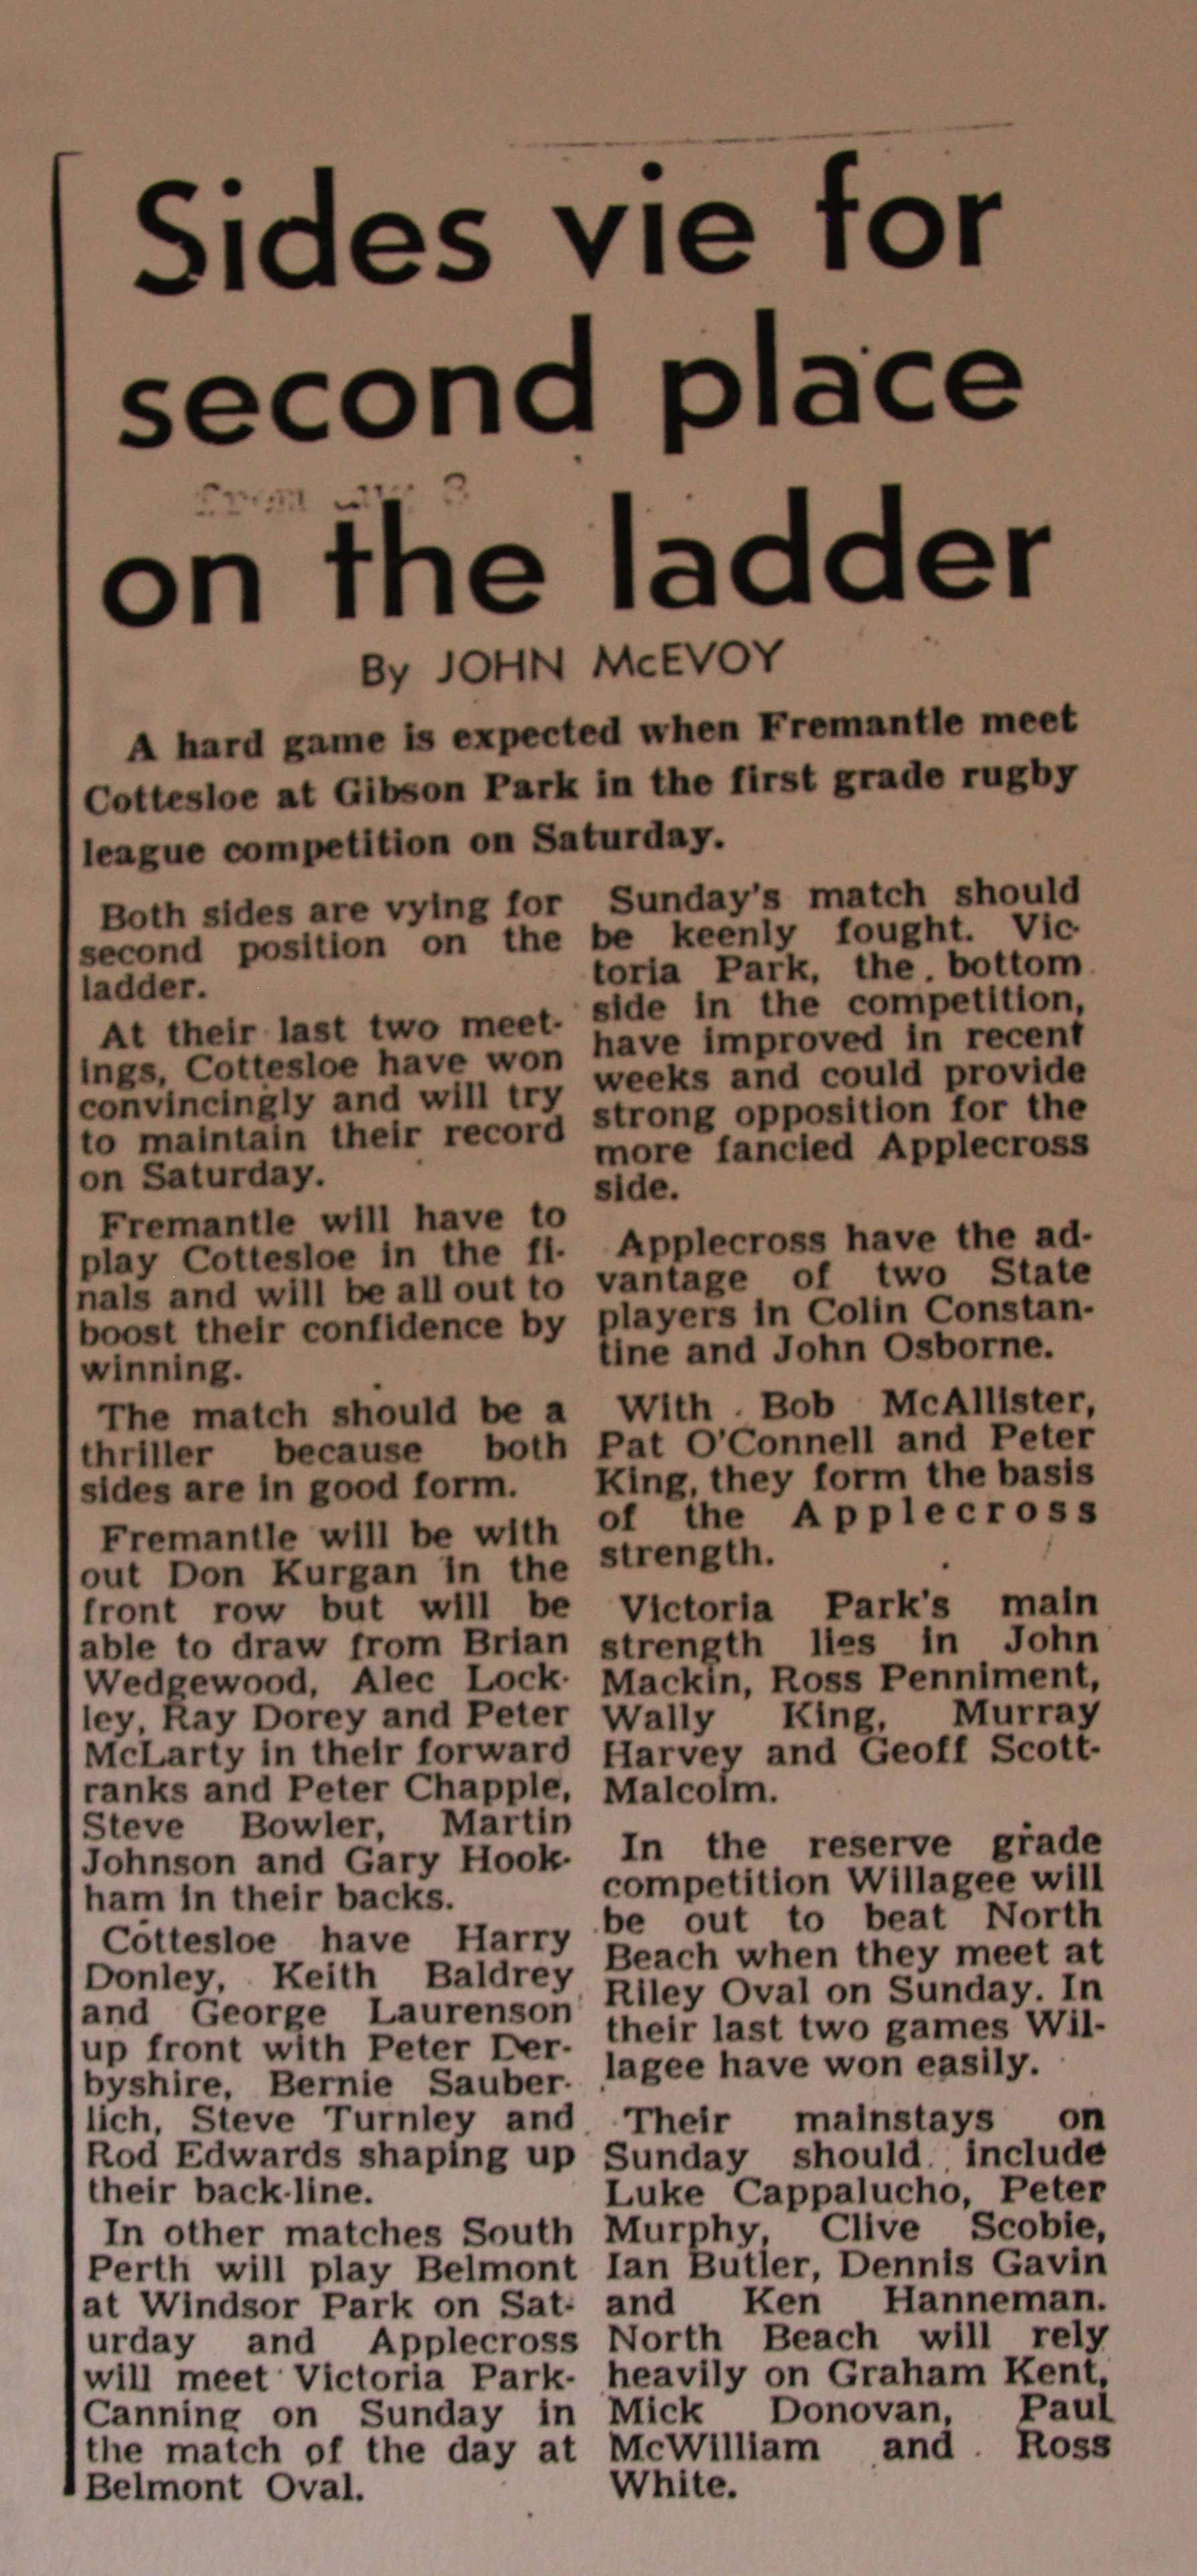 Sides vie for
second place
on the ladder
By JOHN McEVOY
A hard game is expected when Fremantle meet
Cottesloe at Gibson Park in the first grade rugby
league competition on Saturday.
Both sides are vying for
second position on the
ladder.
At their last two meet-
ings, Cottesloe have won
convincingly and will try
to maintain their record
on Saturday.
Fremantle will have to
play Cottesloe in the fi-
nals and will be all out to
boost their confidence by
winning.
The match should be a
thriller because both
sides are in good form.
Fremantle will be with
out Don Kurgan in the
front row but will be
able to draw from Brian
Wedgewood, Alec Lock-
ley, Ray Dorey and Peter
McLarty in their forward
ranks and Peter Chapple,
Steve Bowler, Martin
Johnson and Gary Hook-
ham in their backs.
Cottesloe have Harry
Donley, Keith Baldrey
and George Laurenson
up front with Peter Der-
byshire, Bernie Sauber-
lich, Steve Turnley and
Rod Edwards shaping up
their back-line.
In other matches South
Perth will play Belmont
at Windsor Park on Sat-
urday and Applecross
will meet Victoria Park-
Canning on Sunday in
the match of the day at
Belmont Oval.
Sunday's match should
be keenly fought. Vic-
toria Park, the bottom
side in the competition,
have improved in recent
weeks and could provide
strong opposition for the
more fancied Applecross
side.
Applecross have the ad-
vantage of two State
players in Colin Constan-
tine and John Osborne.
With Bob McAllister,
Pat O'Connell and Peter
King, they form the basis
of the Applecross
strength.
Victoria Park's main
strength lies in John
Mackin, Ross Penniment,
Wally King, Murray
Harvey and Geoff Scott-
Malcolm.
In the reserve grade
competition Willagee will
be out to beat North
Beach when they meet at
Riley Oval on Sunday. In
their last two games Wil-
lagee have won easily.
Their mainstays on
Sunday should include
Luke Cappalucho, Peter
Murphy, Clive Scobie,
Ian Butler, Dennis Gavin
and Ken Hanneman.
North Beach will rely
heavily on Graham Kent,
Mick Donovan, Paul
McWilliam and Ross
White.